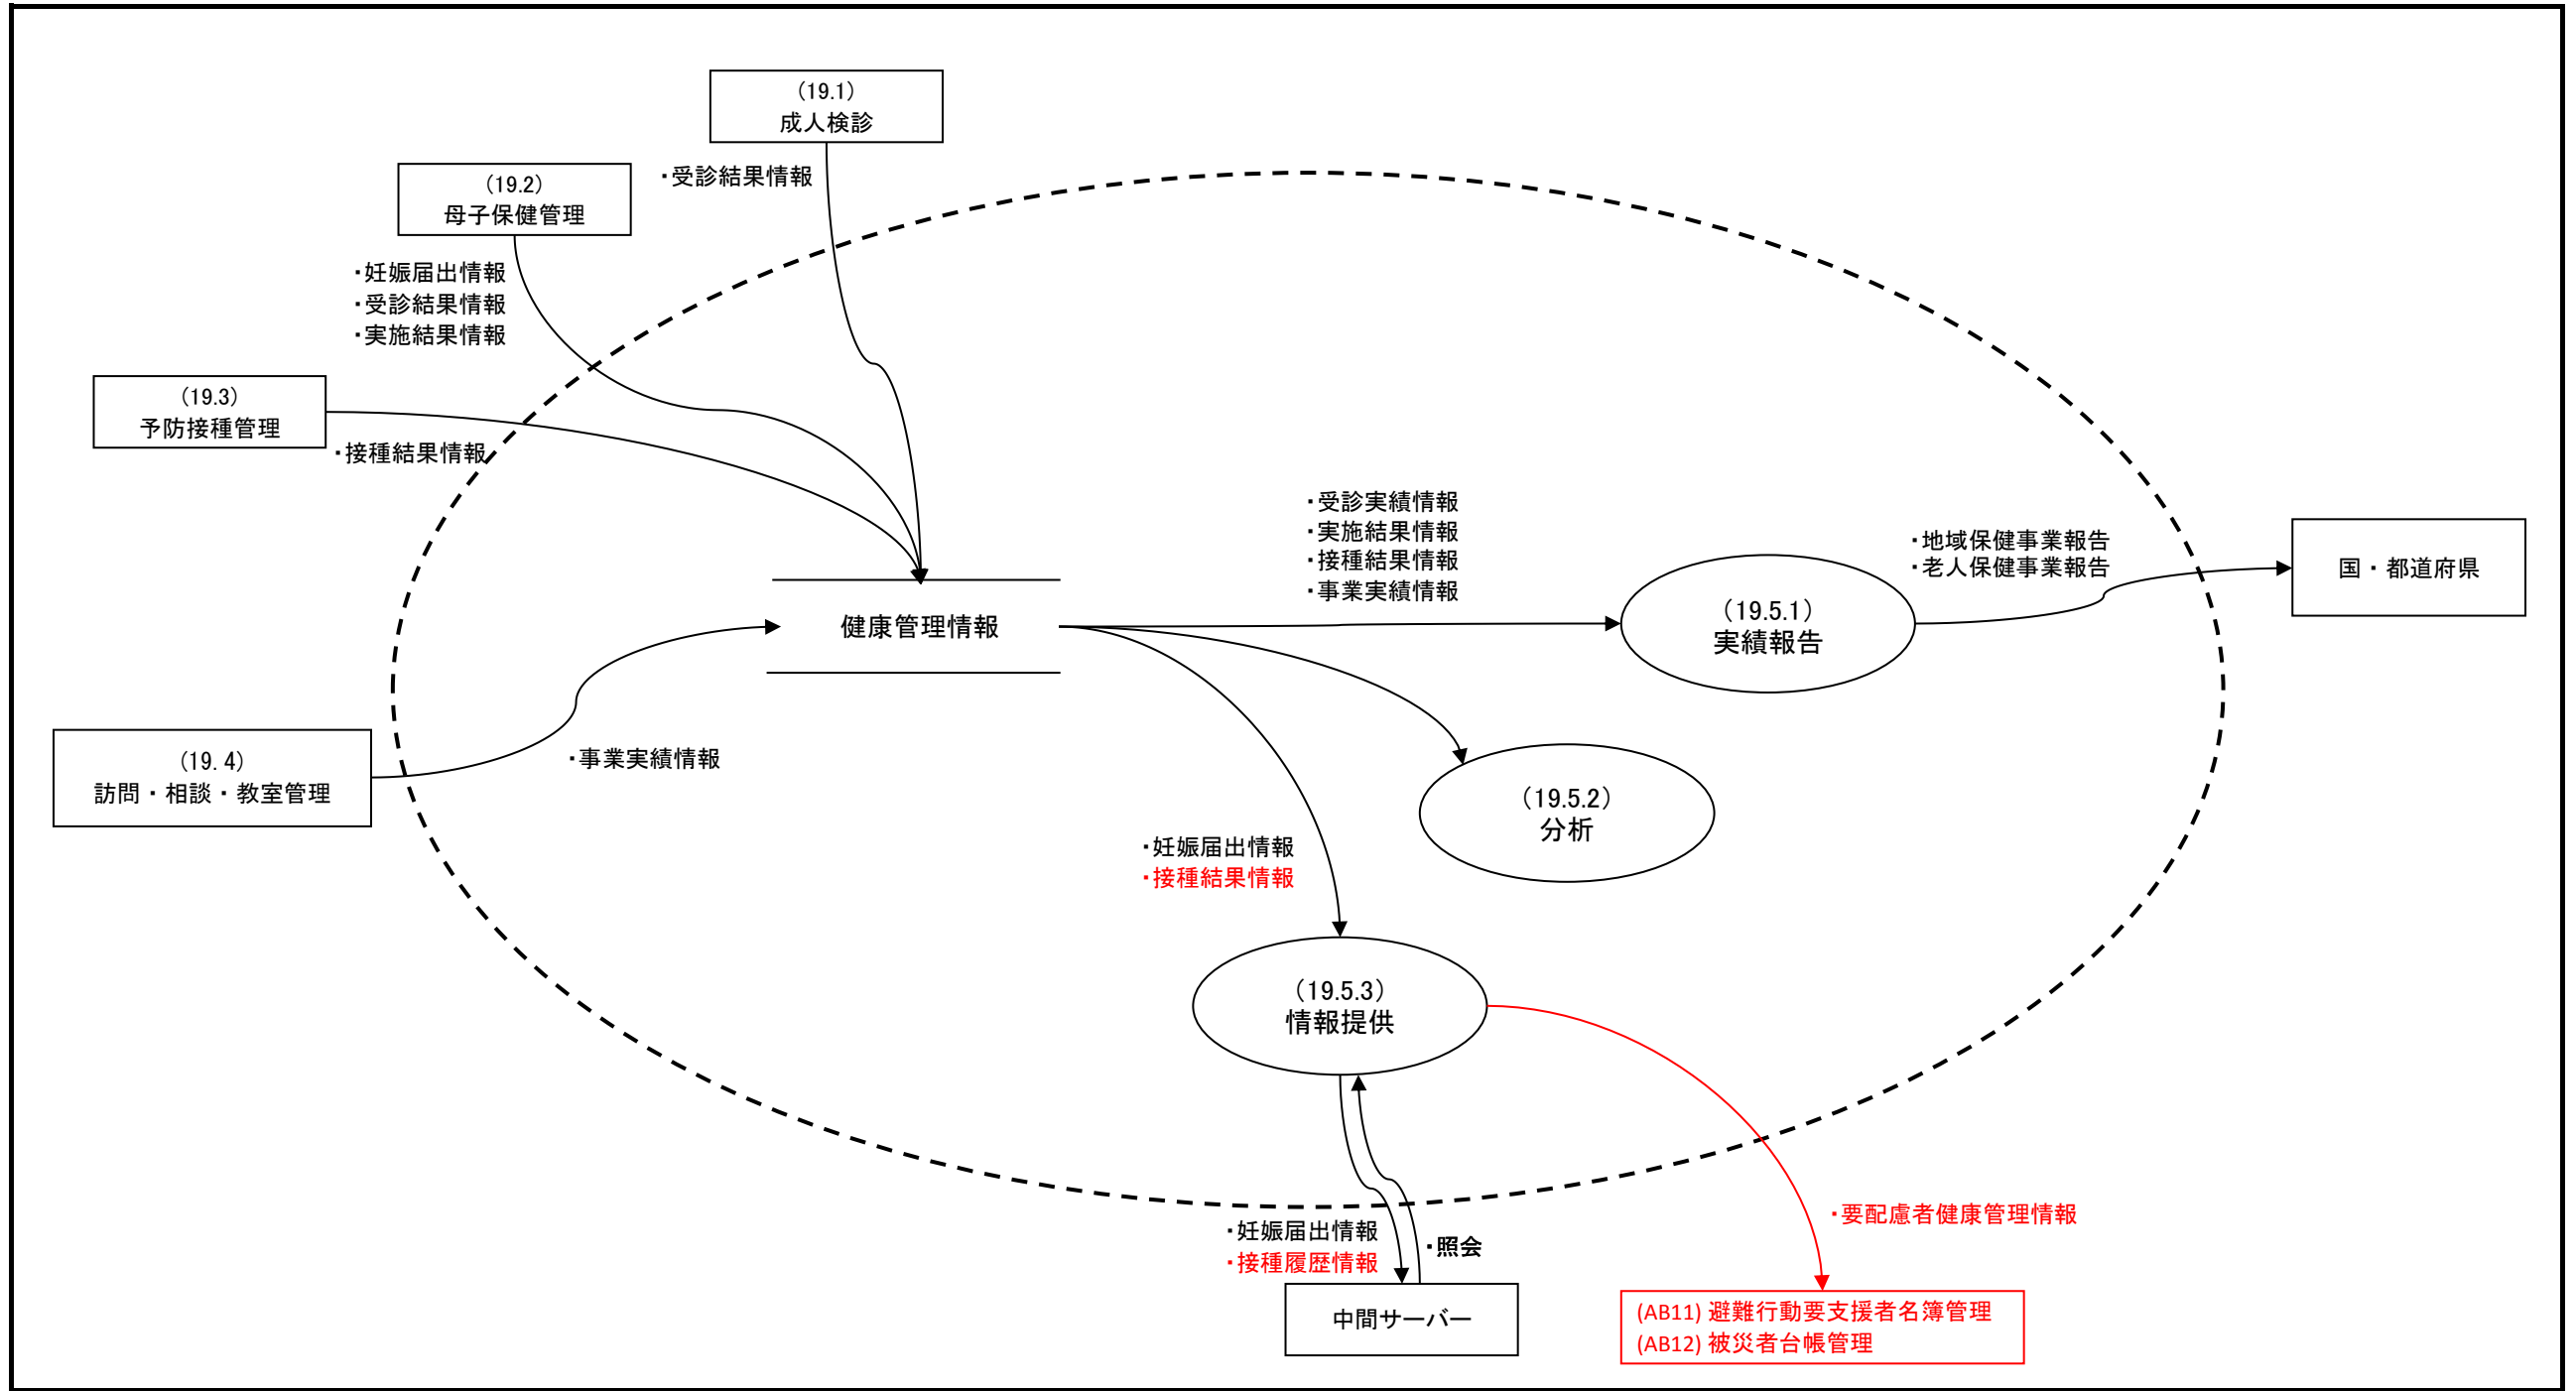 （19.1）
成人検診
・受診結果情報
（19.2）
母子保健管理
・妊娠届出情報
・受診結果情報
・実施結果情報
（19.3）
予防接種管理
・接種結果情報
・受診実績情報
・実施結果情報
・接種結果情報
・事業実績情報
・地域保健事業報告
・老人保健事業報告
国・都道府県
健康管理情報
（19.5.1）
実績報告
（19. 4）
訪問・相談・教室管理
・事業実績情報
（19.5.2）
分析
・妊娠届出情報
・接種結果情報
（19.5.3）
情報提供
・妊娠届出情報
・接種履歴情報
・照会
・要配慮者健康管理情報
中間サーバー
(AB11) 避難行動要支援者名簿管理
(AB12) 被災者台帳管理